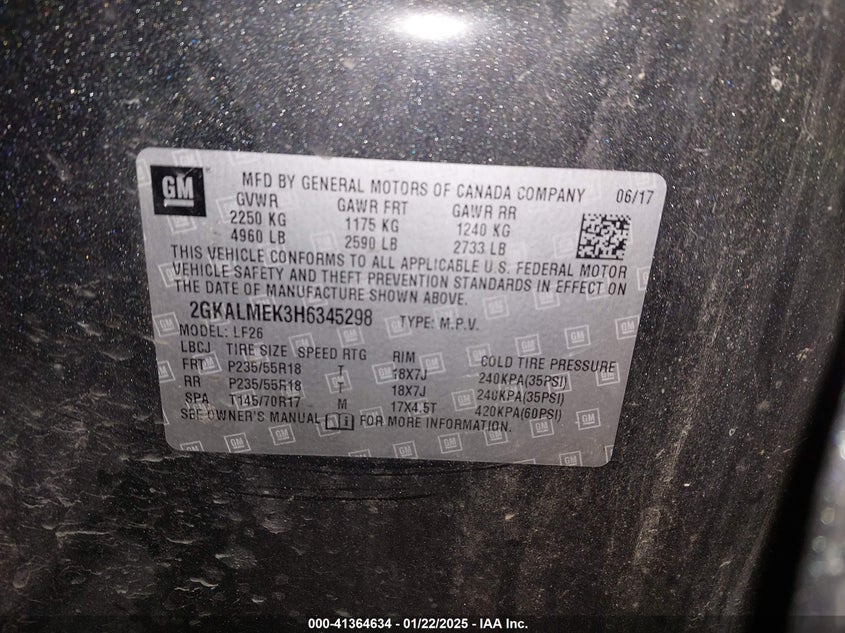 GM
MFD BY GENERAL MOTORS OF CANADA COMPANY 06/17
GVWR GAWR FRT GAWR RR
2250 KG 1175 KG 1240 KG
4960 LB 2590 LB 2733 LB
THIS VEHICLE CONFORMS TO ALL APPLICABLE U.S. FEDERAL MOTOR
VEHICLE SAFETY AND THEFT PREVENTION STANDARDS IN EFFECT ON
THE DATE OF MANUFACTURE SHOWN ABOVE.
2GKALMEK3H6345298 TYPE: M.P.V.
MODEL: LF26
LBCJ TIRE SIZE SPEED RTG RIM COLD TIRE PRESSURE
FRT P235/55R18 T 18X7J 240KPA(35PSI)
RR P235/55R18 T 18X7J 240KPA(35PSI)
SPA T145/70R17 M 17X4.5T 420KPA(60PSI)
SEE OWNER'S MANUAL i FOR MORE INFORMATION.
000-41364634 - 01/22/2025 - IAA Inc.